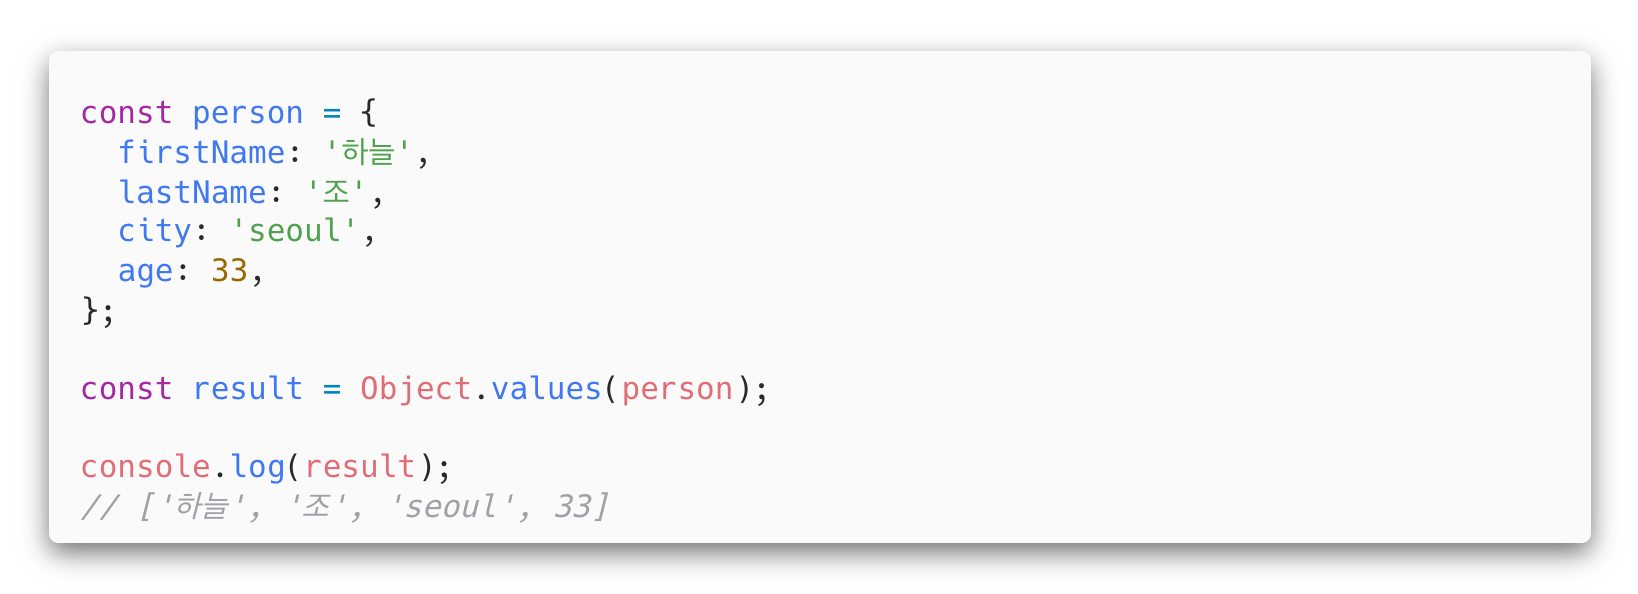 const person = {
  firstName: '하늘',
  lastName: '조',
  city: 'seoul',
  age: 33,
};
const result = Object.values(person);
console.log(result);
// ['하늘', '조', 'seoul', 33]